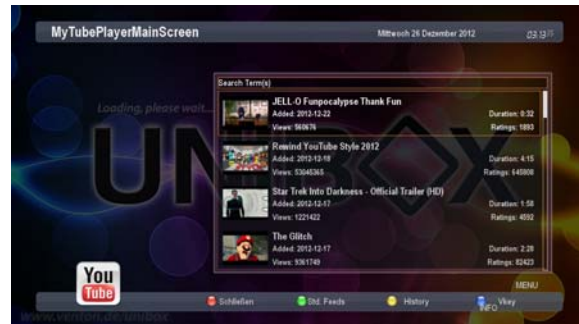 MyTubePlayerMainScreen
Mittwoch 26 Dezember 2012
03:13
Search Term(s)
Loading, please wait...
JELL-O Funpocalypse Thank Fun
Added: 2012-12-22
Duration: 0:32
Views: 560676
Ratings: 1893
Rewind YouTube Style 2012
Added: 2012-12-18
Duration: 4:15
Views: 53045365
Ratings: 645808
UNIBOX
Star Trek Into Darkness - Official Trailer (HD)
Added: 2012-12-17
Duration: 1:58
Views: 1221422
Ratings: 4592
The Glitch
Added: 2012-12-17
Duration: 2:28
Views: 9361749
Ratings: 82423
You
Tube
MENU
Schließen
Std. Feeds
History
Vkey
INFO
www.venton.de/unibox